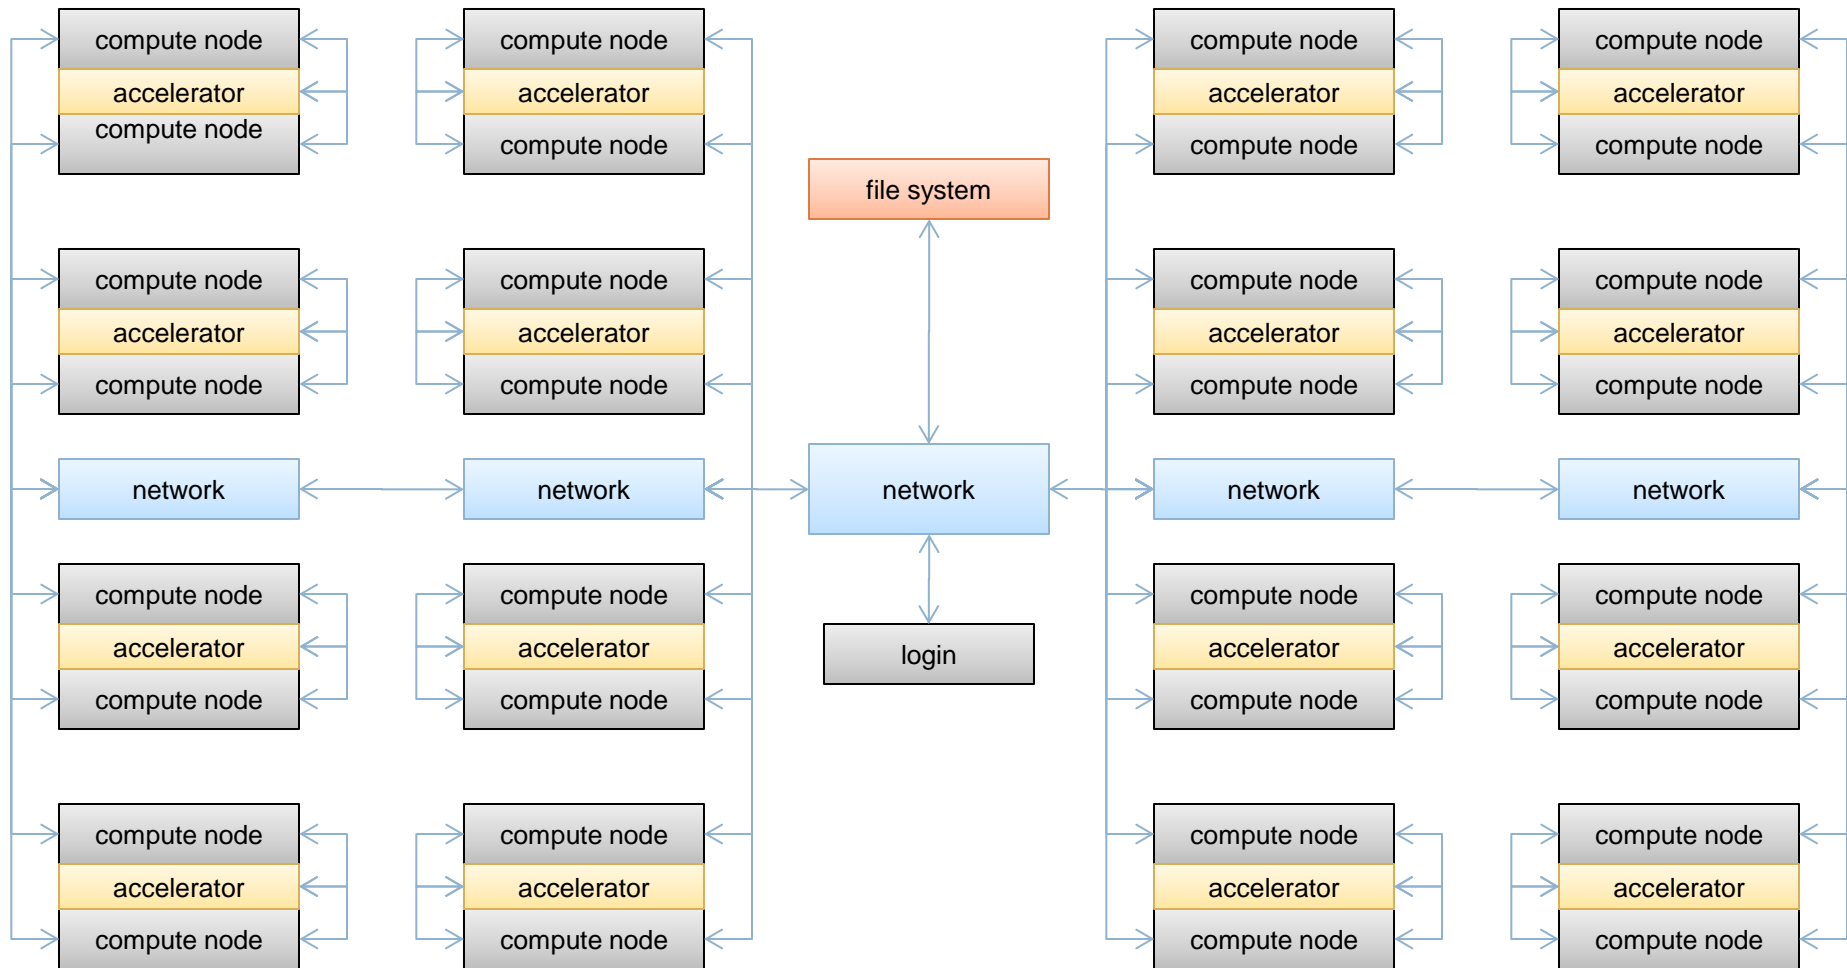 compute node
accelerator
compute node
compute node
accelerator
compute node
network
compute node
accelerator
compute node
compute node
accelerator
compute node
compute node
accelerator
compute node
compute node
accelerator
compute node
network
compute node
accelerator
compute node
compute node
accelerator
compute node
file system
network
login
compute node
accelerator
compute node
compute node
accelerator
compute node
network
compute node
accelerator
compute node
compute node
accelerator
compute node
compute node
accelerator
compute node
compute node
accelerator
compute node
network
compute node
accelerator
compute node
compute node
accelerator
compute node